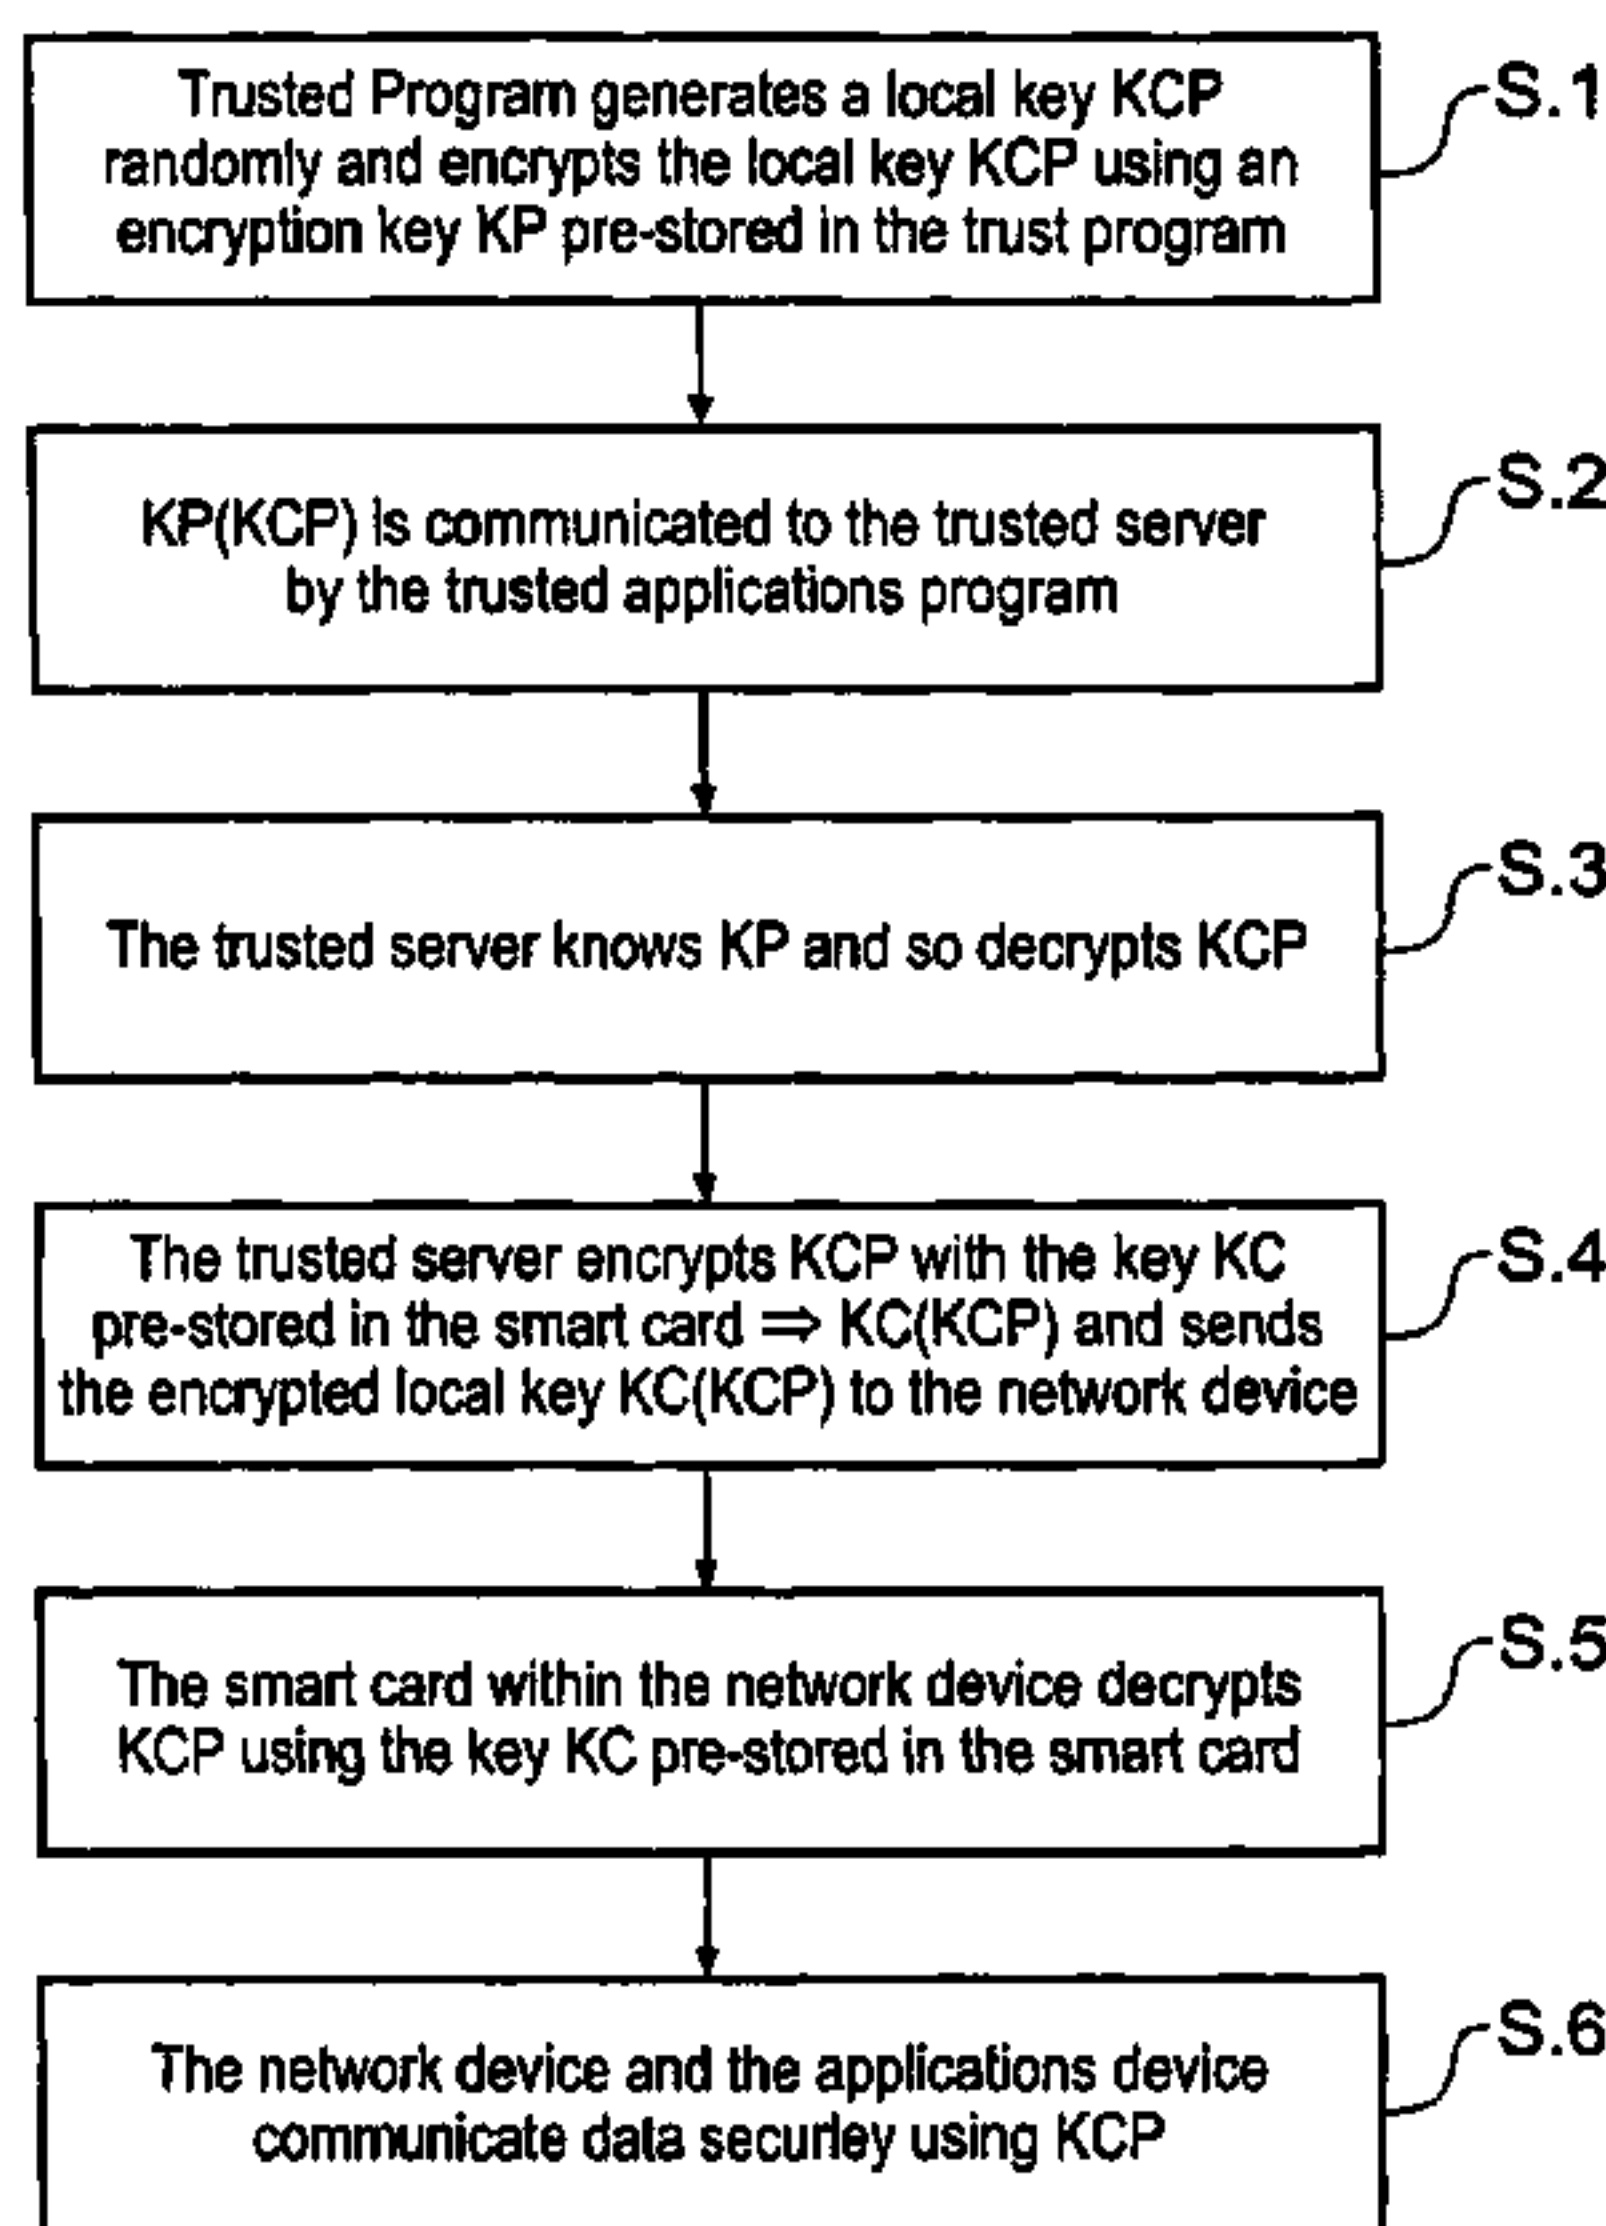 Trusted Program generates a local key KCP
randomly and encrypts the local key KCP using an
encryption key KP pre-stored in the trust program
S.1
KP(KCP) is communicated to the trusted server
by the trusted applications program
S.2
The trusted server knows KP and so decrypts KCP
S.3
The trusted server encrypts KCP with the key KC
pre-stored in the smart card ⇒ KC(KCP) and sends
the encrypted local key KC(KCP) to the network device
S.4
The smart card within the network device decrypts
KCP using the key KC pre-stored in the smart card
S.5
The network device and the applications device
communicate data securley using KCP
S.6